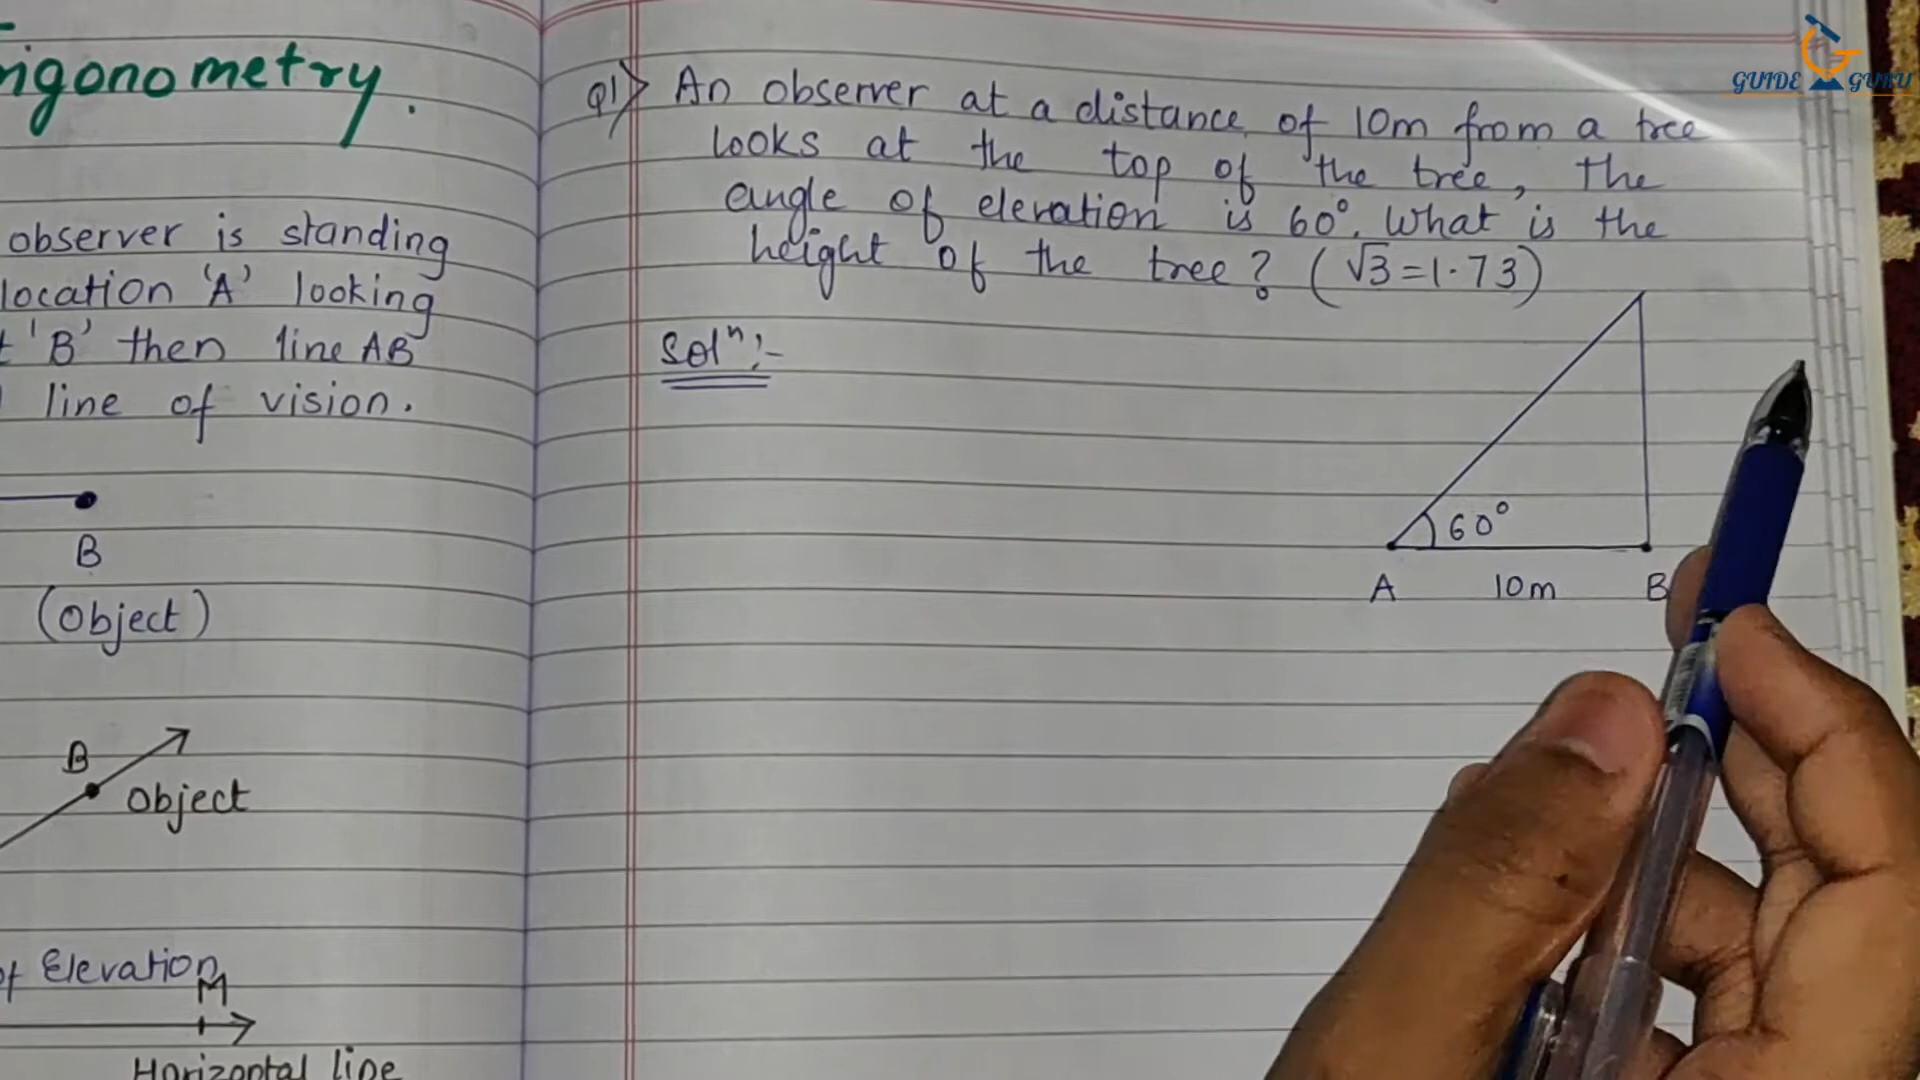 Trigonometry.
observer is standing
location 'A' looking
'B' then line AB
line of vision.
B
(Object)
B
Object
of Elevation
M
Horizontal line
Q1) An observer at a distance of 10m from a tree
looks at the top of the tree, the
angle of elevation is 60°. What is the
height of the tree? (√3=1.73)
Solⁿ:-
60°
A 10m B
GUIDE GURU